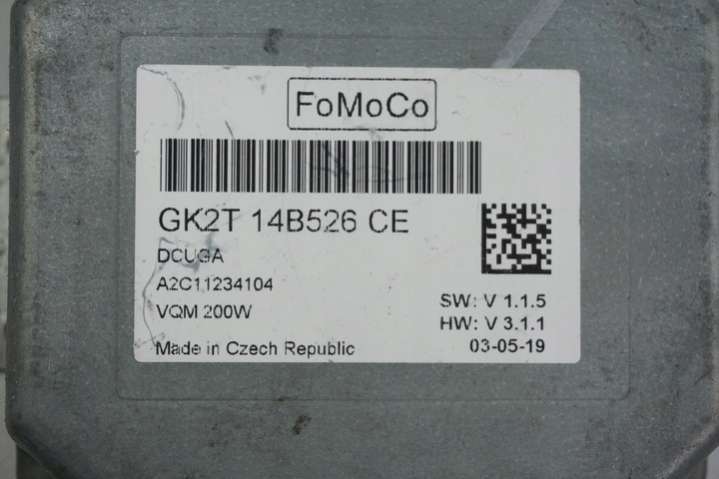 FoMoCo
GK2T 14B526 CE
DCUGA
A2C11234104
VQM 200W
SW: V 1.1.5
HW: V 3.1.1
Made in Czech Republic
03-05-19